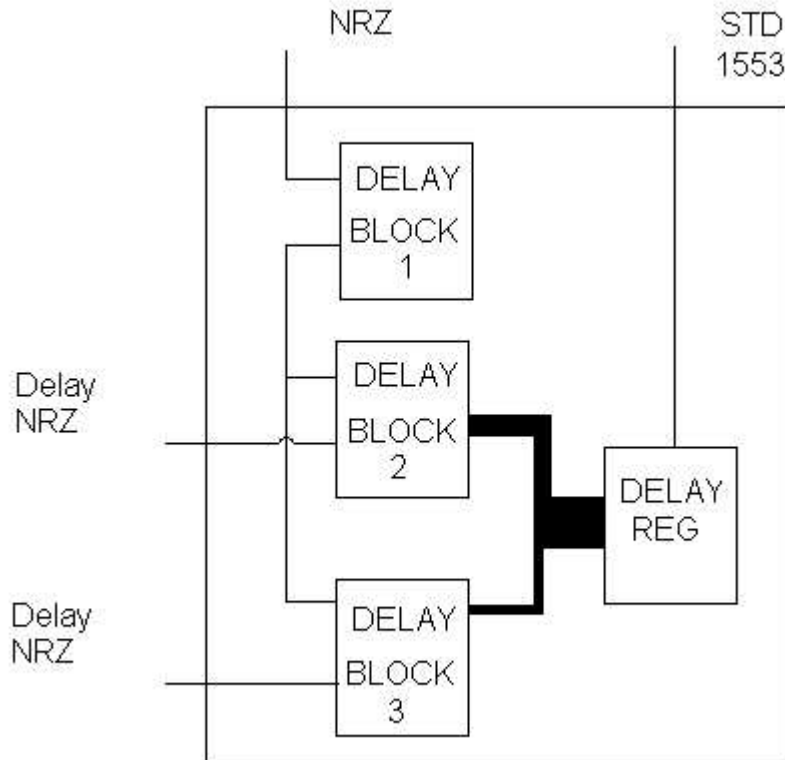 NRZ
STD
1553
DELAY
BLOCK
1
Delay
NRZ
DELAY
BLOCK
2
DELAY
REG
Delay
NRZ
DELAY
BLOCK
3